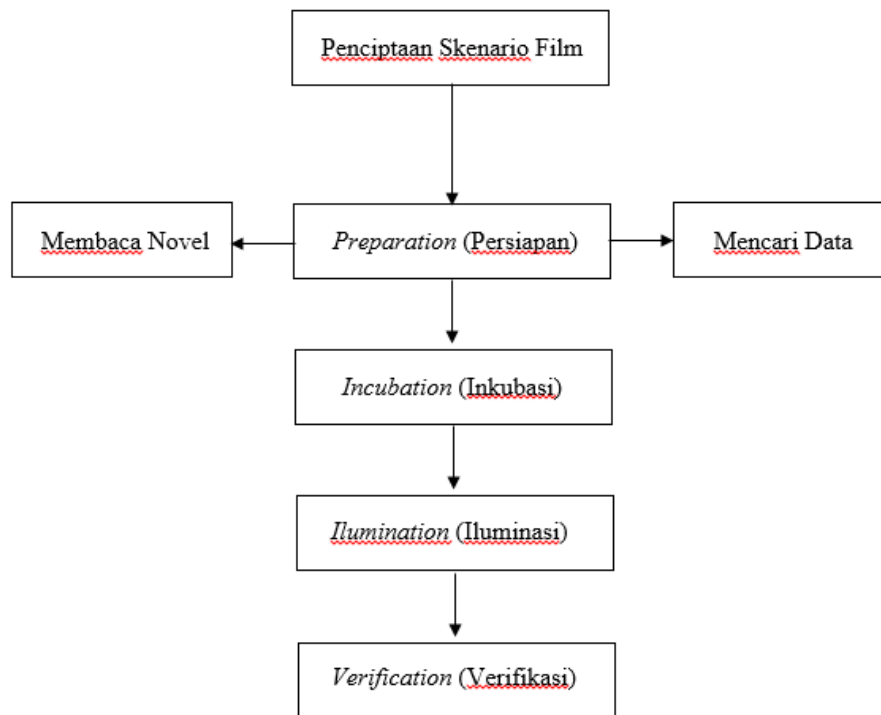 Penciptaan Skenario Film
Membaca Novel
Preparation (Persiapan)
Mencari Data
Incubation (Inkubasi)
Ilumination (Iluminasi)
Verification (Verifikasi)